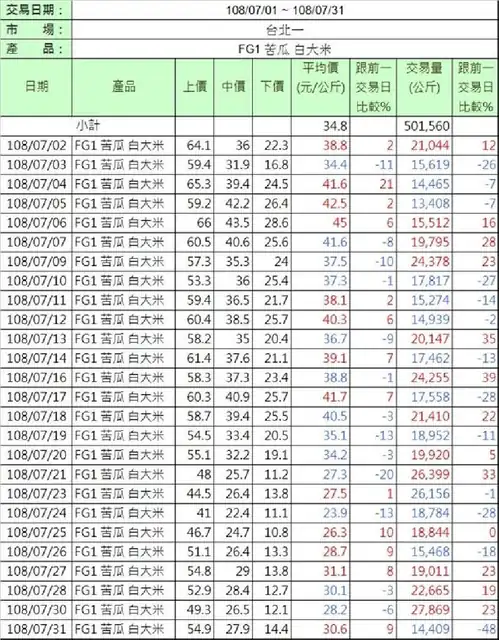 交易日期： 108/07/01 ~ 108/07/31
市 場： 台北一
產 品： FG1 苦瓜 白大米
日期 產品 上價 中價 下價 平均價(元/公斤) 跟前一交易日比較% 交易量(公斤) 跟前一交易日比較%
小計 34.8 501,560
108/07/02 FG1 苦瓜 白大米 64.1 36 22.3 38.8 2 21,044 12
108/07/03 FG1 苦瓜 白大米 59.4 31.9 16.8 34.4 -11 15,619 -26
108/07/04 FG1 苦瓜 白大米 65.3 39.4 24.5 41.6 21 14,465 -7
108/07/05 FG1 苦瓜 白大米 59.2 42.2 26.4 42.5 2 13,408 -7
108/07/06 FG1 苦瓜 白大米 66 43.5 28.6 45 6 15,512 16
108/07/07 FG1 苦瓜 白大米 60.5 40.6 25.6 41.6 -8 19,795 28
108/07/09 FG1 苦瓜 白大米 57.3 35.3 24 37.5 -10 24,378 23
108/07/10 FG1 苦瓜 白大米 53.3 36 25.4 37.3 -1 17,817 -27
108/07/11 FG1 苦瓜 白大米 59.4 36.5 21.7 38.1 2 15,274 -14
108/07/12 FG1 苦瓜 白大米 60.4 38.5 25.7 40.3 6 14,939 -2
108/07/13 FG1 苦瓜 白大米 58.2 35 20.4 36.7 -9 20,147 35
108/07/14 FG1 苦瓜 白大米 61.4 37.6 21.1 39.1 7 17,462 -13
108/07/16 FG1 苦瓜 白大米 58.3 37.3 23.4 38.8 -1 24,255 39
108/07/17 FG1 苦瓜 白大米 60.3 40.9 25.7 41.7 7 17,558 -28
108/07/18 FG1 苦瓜 白大米 58.7 39.4 25.5 40.5 -3 21,410 22
108/07/19 FG1 苦瓜 白大米 54.5 33.4 20.5 35.1 -13 18,952 -11
108/07/20 FG1 苦瓜 白大米 55.1 32.2 19.1 34.2 -3 19,920 5
108/07/21 FG1 苦瓜 白大米 48 25.7 11.2 27.3 -20 26,399 33
108/07/23 FG1 苦瓜 白大米 44.5 26.4 13.8 27.5 1 26,156 -1
108/07/24 FG1 苦瓜 白大米 41 22.4 11.1 23.9 -13 18,784 -28
108/07/25 FG1 苦瓜 白大米 46.7 24.7 10.8 26.3 10 18,844 0
108/07/26 FG1 苦瓜 白大米 51.1 26.4 13.3 28.7 9 15,468 -18
108/07/27 FG1 苦瓜 白大米 54.8 29 13.8 31.1 8 19,011 23
108/07/28 FG1 苦瓜 白大米 52.9 28.4 12.7 30.1 -3 22,665 19
108/07/30 FG1 苦瓜 白大米 49.3 26.5 12.1 28.2 -6 27,869 23
108/07/31 FG1 苦瓜 白大米 54.9 27.9 14.4 30.6 9 14,409 -48